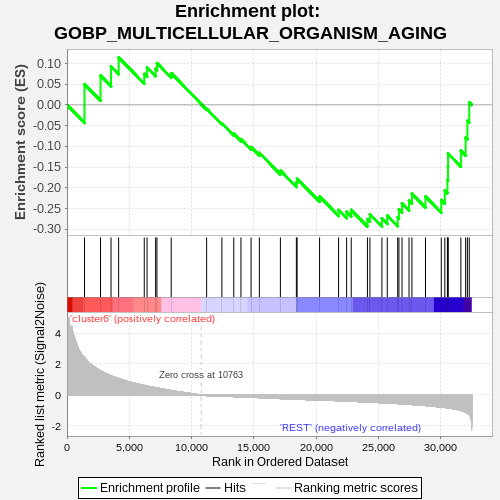 Enrichment plot:
GOBP_MULTICELLULAR_ORGANISM_AGING
Enrichment score (ES)
0.10
0.05
0.00
-0.05
-0.10
-0.15
-0.20
-0.25
-0.30
Ranked list metric (Signal2Noise)
'cluster6' (positively correlated)
Zero cross at 10763
'REST' (negatively correlated)
4
2
0
-2
0
5,000
10,000
15,000
20,000
25,000
30,000
Rank in Ordered Dataset
Enrichment profile
Hits
Ranking metric scores